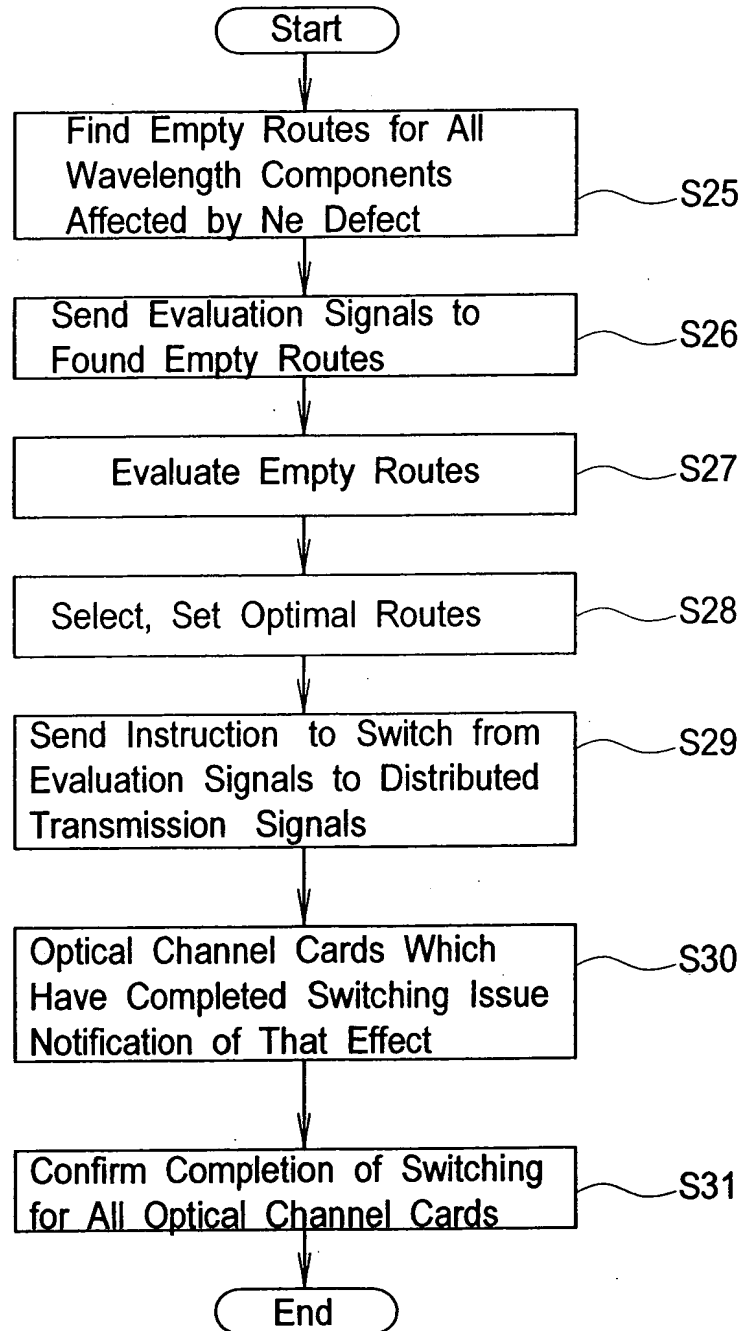 Start
Find Empty Routes for All
Wavelength Components
Affected by Ne Defect
S25
Send Evaluation Signals to
Found Empty Routes
S26
Evaluate Empty Routes
S27
Select, Set Optimal Routes
S28
Send Instruction to Switch from
Evaluation Signals to Distributed
Transmission Signals
S29
Optical Channel Cards Which
Have Completed Switching Issue
Notification of That Effect
S30
Confirm Completion of Switching
for All Optical Channel Cards
S31
End